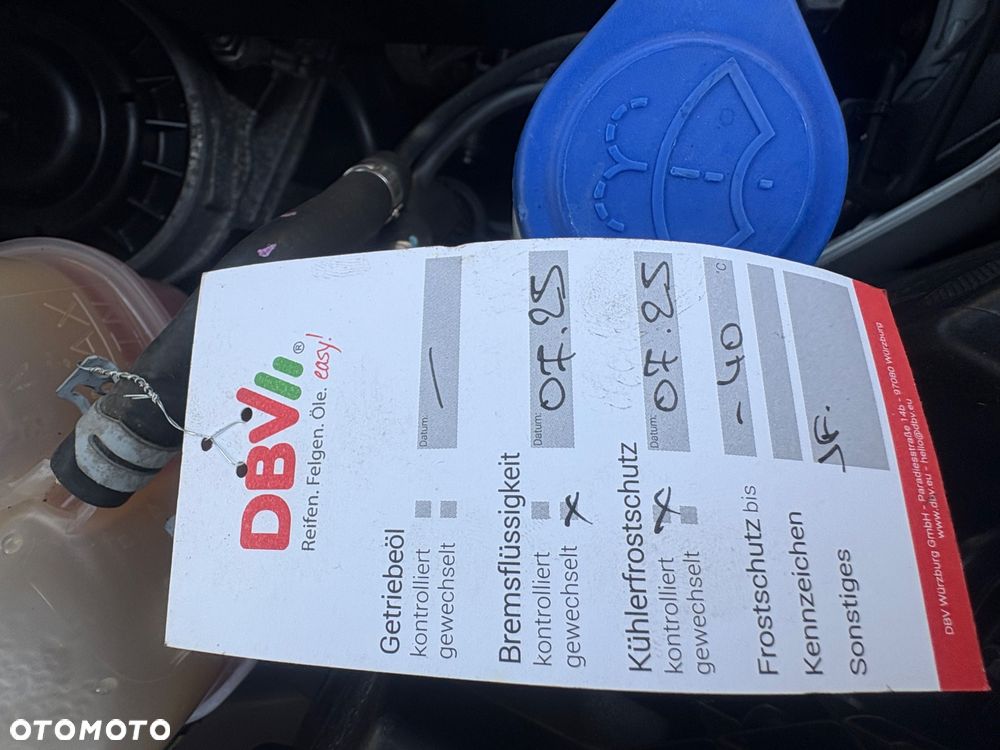 DBV®
Reifen. Felgen. Öle. easy!
Getriebeöl
kontrolliert
gewechselt Datum: —
Bremsflüssigkeit
kontrolliert
gewechselt x Datum: 07.25
Kühlerfrostschutz
kontrolliert x Datum: 07.25
gewechselt
Frostschutz bis -40 °C
Kennzeichen
Sonstiges
DBV Würzburg GmbH - Paradiesstraße 14b - 97080 Würzburg
www.dbv.eu - hello@dbv.eu
OTOMOTO